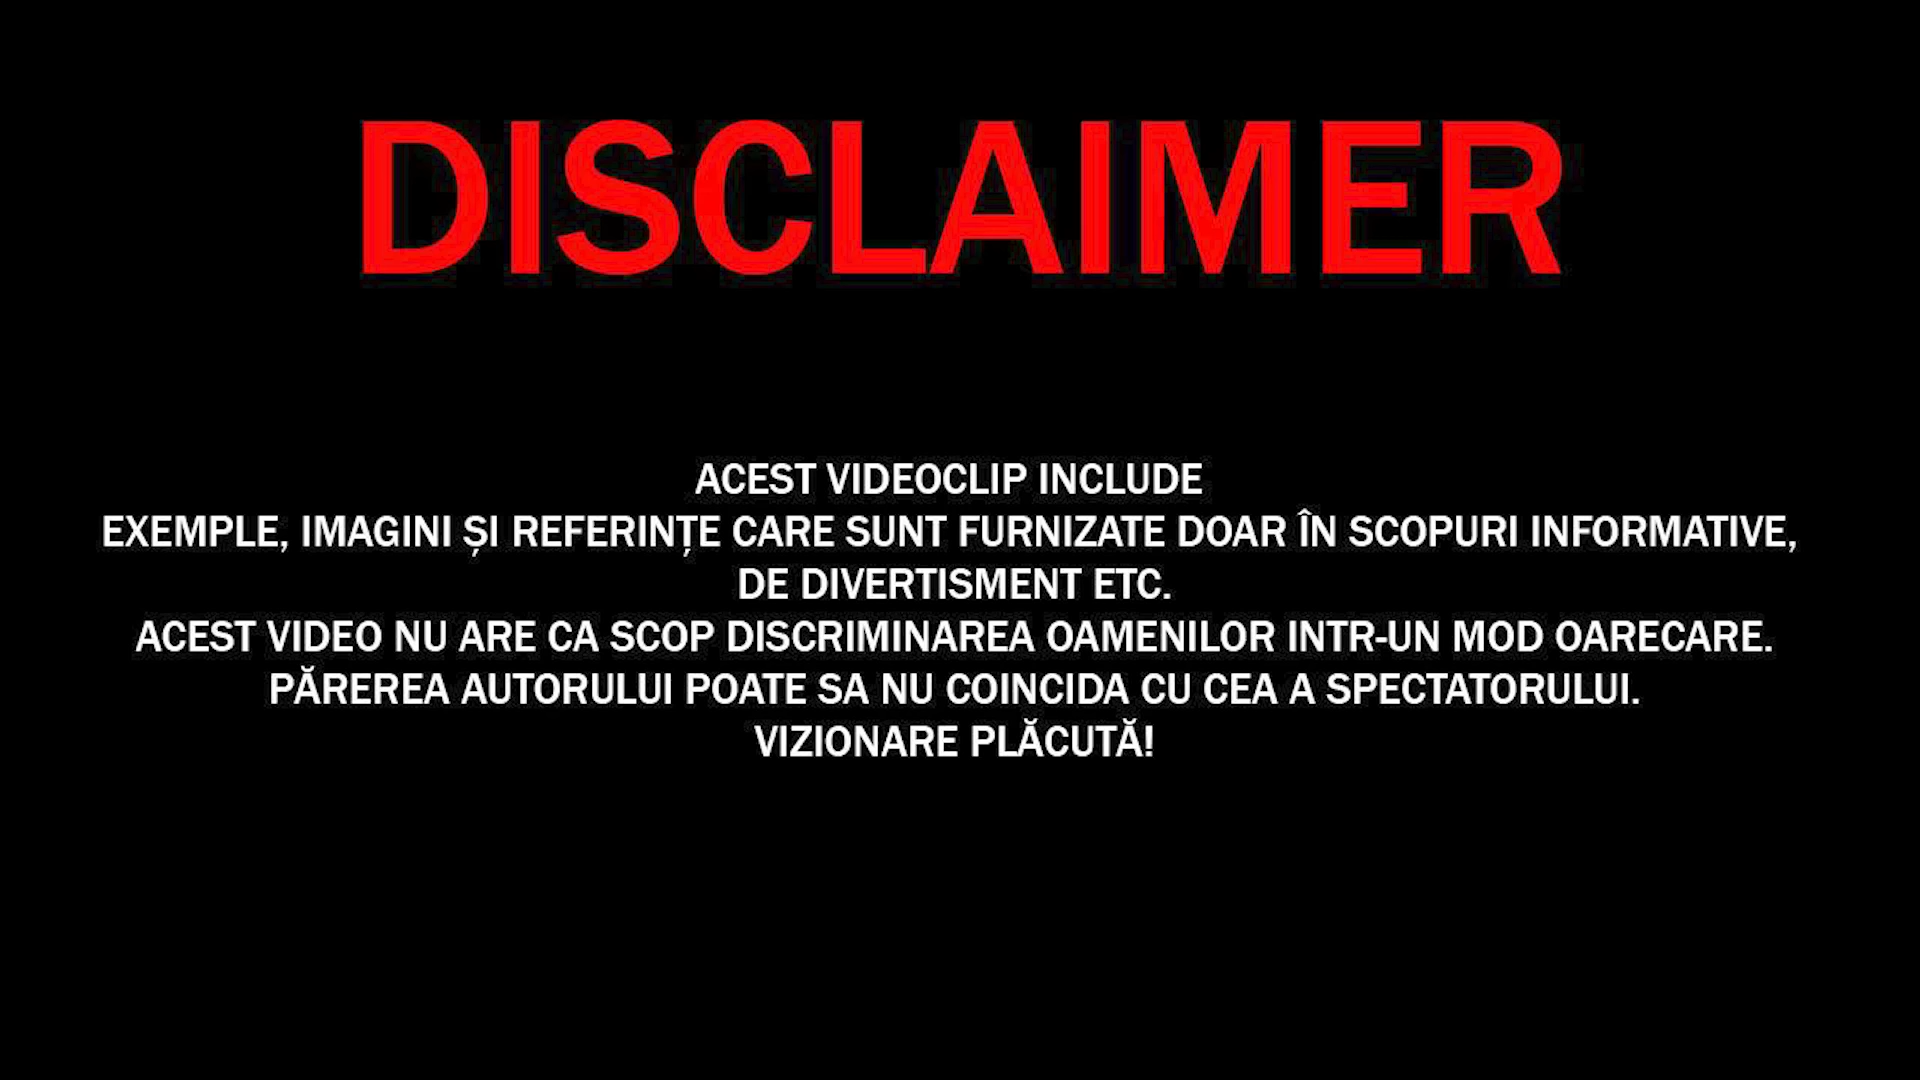 DISCLAIMER
ACEST VIDEOCLIP INCLUDE
EXEMPLE, IMAGINI ȘI REFERINȚE CARE SUNT FURNIZATE DOAR ÎN SCOPURI INFORMATIVE,
DE DIVERTISMENT ETC.
ACEST VIDEO NU ARE CA SCOP DISCRIMINAREA OAMENILOR INTR-UN MOD OARECARE.
PĂREREA AUTORULUI POATE SA NU COINCIDA CU CEA A SPECTATORULUI.
VIZIONARE PLĂCUTĂ!